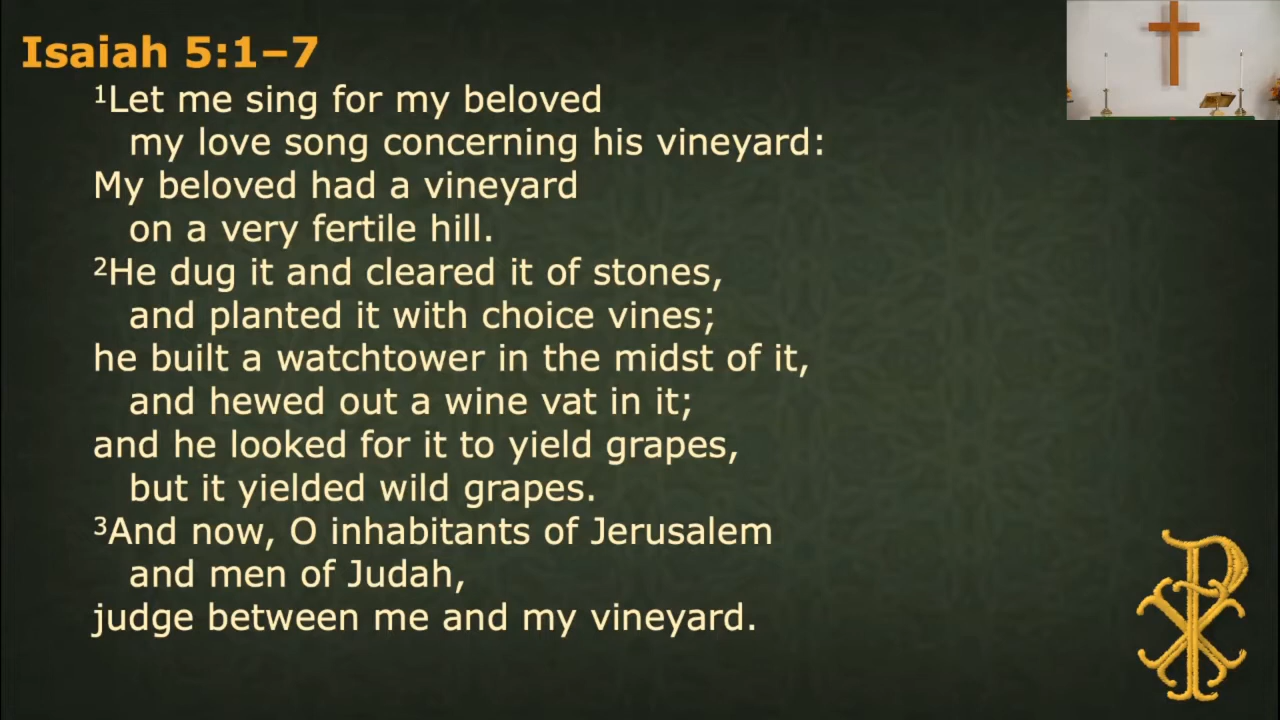 Isaiah 5:1–7
¹Let me sing for my beloved
my love song concerning his vineyard:
My beloved had a vineyard
on a very fertile hill.
²He dug it and cleared it of stones,
and planted it with choice vines;
he built a watchtower in the midst of it,
and hewed out a wine vat in it;
and he looked for it to yield grapes,
but it yielded wild grapes.
³And now, O inhabitants of Jerusalem
and men of Judah,
judge between me and my vineyard.